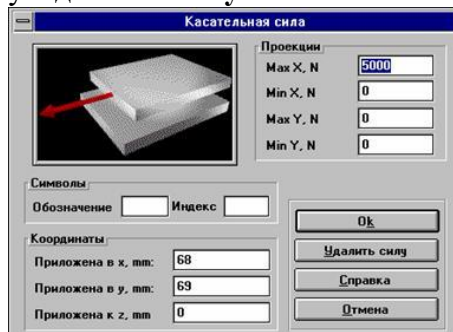 Касательная сила
Проекции
Max X, N 5000
Min X, N 0
Max Y, N 0
Min Y, N 0
Символы
Обозначение Индекс
Координаты
Приложена в x, mm: 68
Приложена в y, mm: 69
Приложена к z, mm 0
Ok
Удалить силу
Справка
Отмена